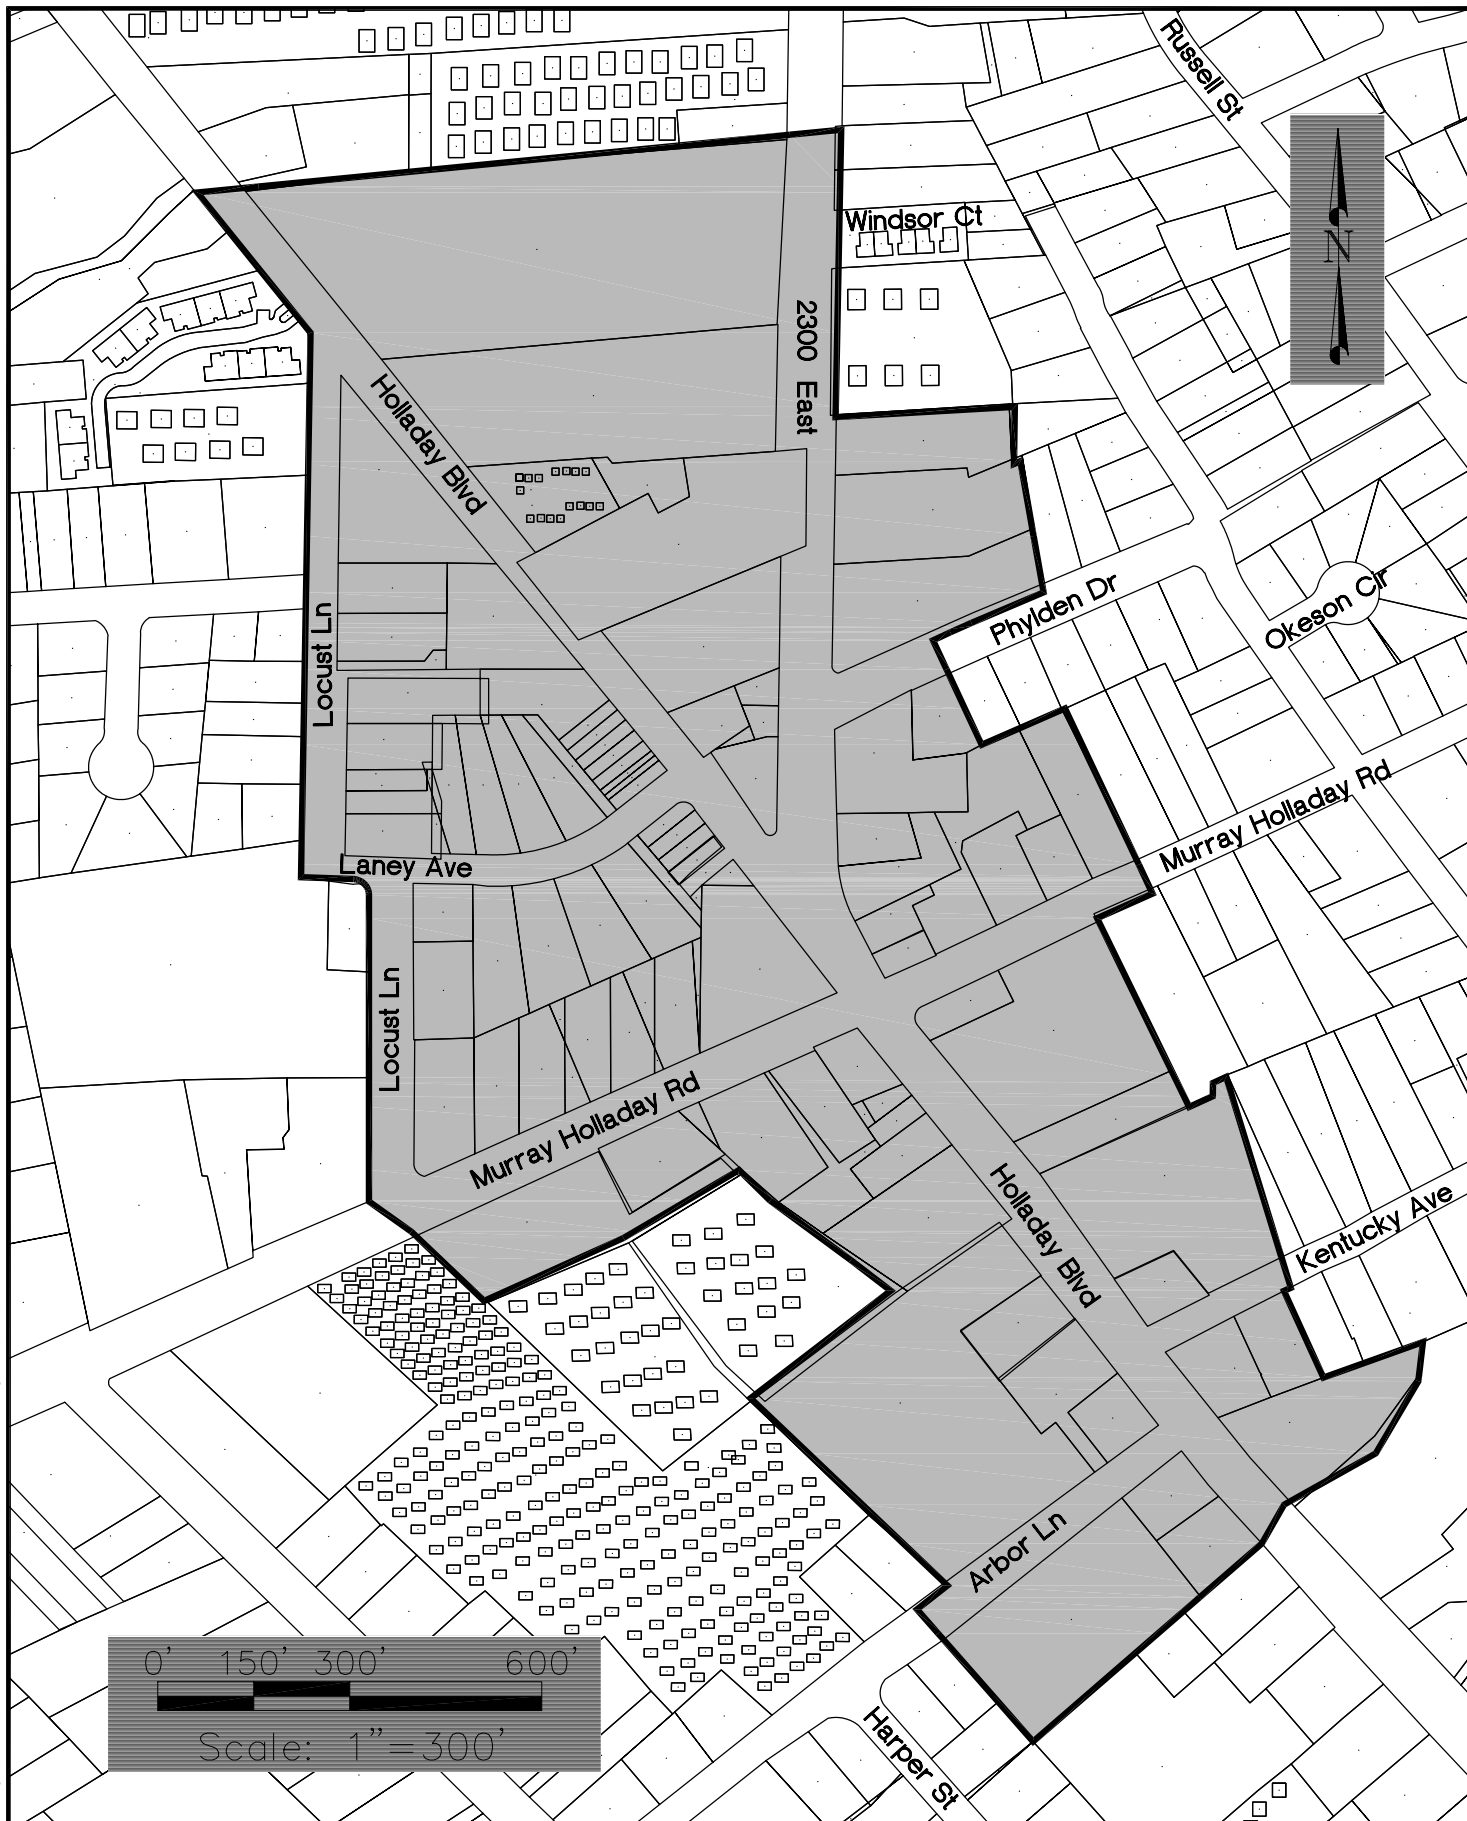 Russell St
N
Windsor Ct
2300 East
Holladay Blvd
Okeson Cir
Phylden Dr
Locust Ln
Murray Holladay Rd
Laney Ave
Locust Ln
Murray Holladay Rd
Holladay Blvd
Kentucky Ave
Arbor Ln
Harper St
0' 150' 300' 600'
Scale: 1"=300'